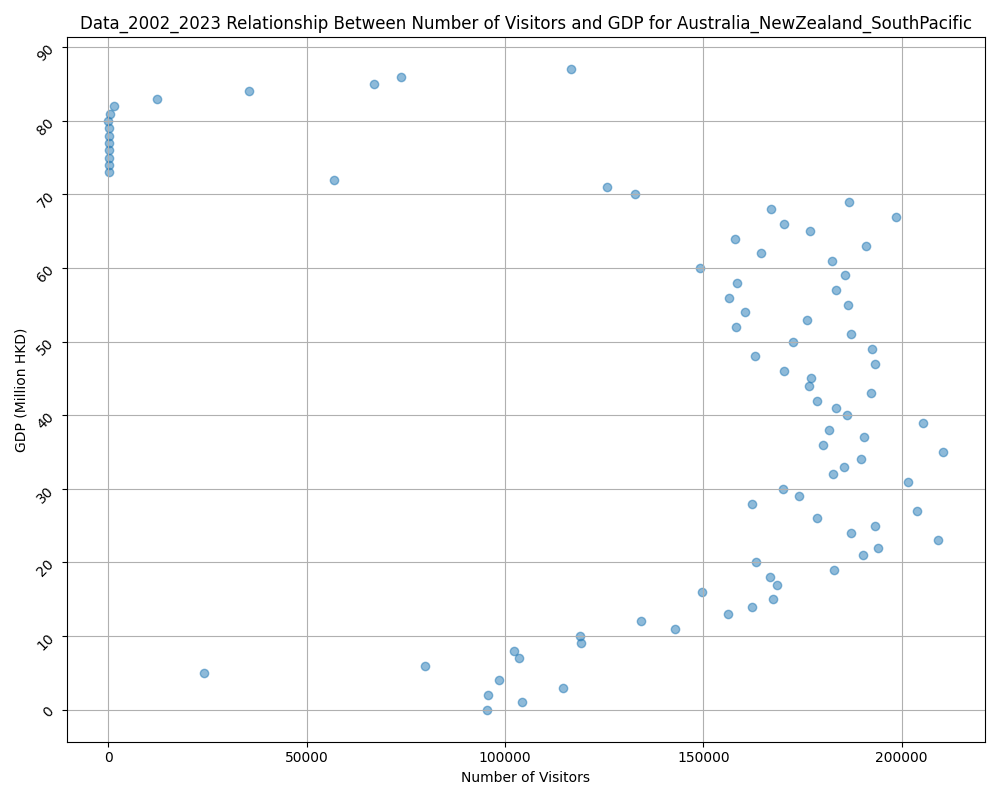 Data_2002_2023 Relationship Between Number of Visitors and GDP for Australia_NewZealand_SouthPacific
GDP (Million HKD)
90
80
70
60
50
40
30
20
10
0
0 50000 100000 150000 200000
Number of Visitors